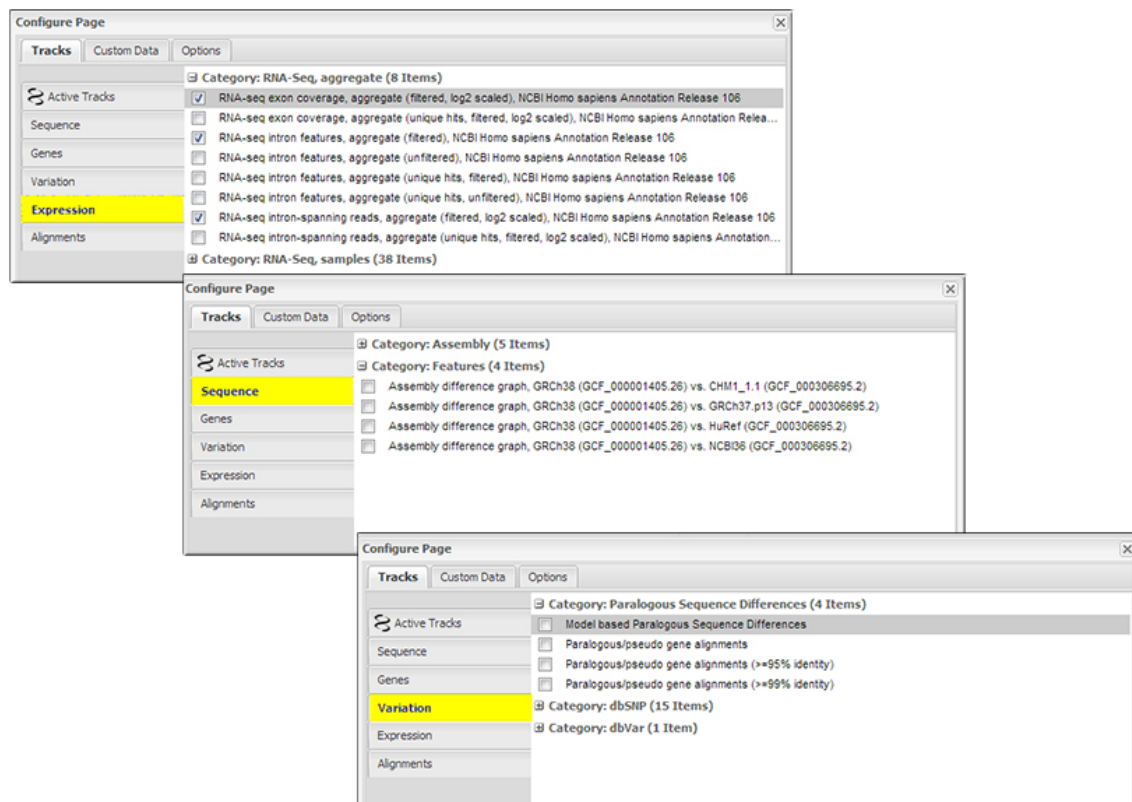 Configure Page
Tracks Custom Data Options
Active Tracks
Sequence
Genes
Variation
Expression
Alignments
Category: RNA-Seq, aggregate (8 Items)
RNA-seq exon coverage, aggregate (filtered, log2 scaled), NCBI Homo sapiens Annotation Release 106
RNA-seq exon coverage, aggregate (unique hits, filtered, log2 scaled), NCBI Homo sapiens Annotation Relea...
RNA-seq intron features, aggregate (filtered), NCBI Homo sapiens Annotation Release 106
RNA-seq intron features, aggregate (unfiltered), NCBI Homo sapiens Annotation Release 106
RNA-seq intron features, aggregate (unique hits, filtered), NCBI Homo sapiens Annotation Release 106
RNA-seq intron features, aggregate (unique hits, unfiltered), NCBI Homo sapiens Annotation Release 106
RNA-seq intron-spanning reads, aggregate (filtered, log2 scaled), NCBI Homo sapiens Annotation Release 106
RNA-seq intron-spanning reads, aggregate (unique hits, filtered, log2 scaled), NCBI Homo sapiens Annotation...
Category: RNA-Seq, samples (38 Items)
Configure Page
Tracks Custom Data Options
Active Tracks
Sequence
Genes
Variation
Expression
Alignments
Category: Assembly (5 Items)
Category: Features (4 Items)
Assembly difference graph, GRCh38 (GCF_000001405.26) vs. CHM1_1.1 (GCF_000306695.2)
Assembly difference graph, GRCh38 (GCF_000001405.26) vs. GRCh37.p13 (GCF_000306695.2)
Assembly difference graph, GRCh38 (GCF_000001405.26) vs. HuRef (GCF_000306695.2)
Assembly difference graph, GRCh38 (GCF_000001405.26) vs. NCBI36 (GCF_000306695.2)
Configure Page
Tracks Custom Data Options
Active Tracks
Sequence
Genes
Variation
Expression
Alignments
Category: Paralogous Sequence Differences (4 Items)
Model based Paralogous Sequence Differences
Paralogous/pseudo gene alignments
Paralogous/pseudo gene alignments (>=95% identity)
Paralogous/pseudo gene alignments (>=99% identity)
Category: dbSNP (15 Items)
Category: dbVar (1 Item)